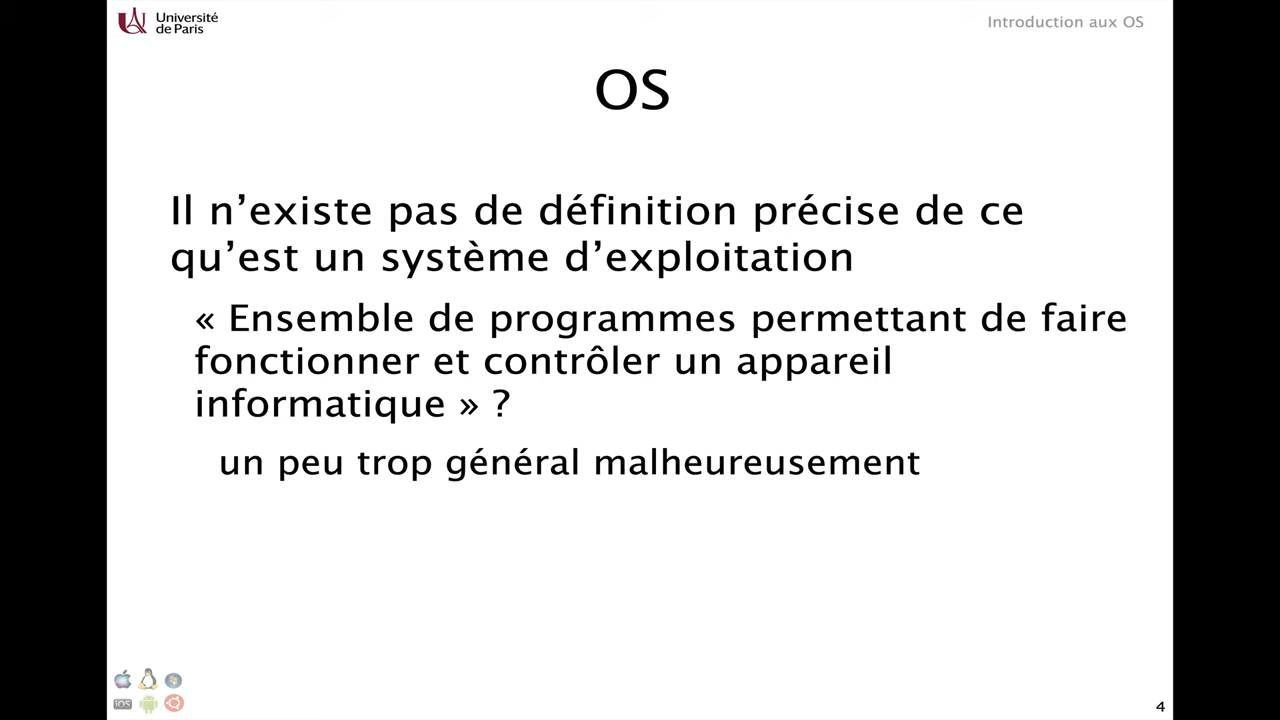 Université
de Paris
Introduction aux OS
OS
Il n’existe pas de définition précise de ce
qu’est un système d’exploitation
« Ensemble de programmes permettant de faire
fonctionner et contrôler un appareil
informatique » ?
un peu trop général malheureusement
iOS
4